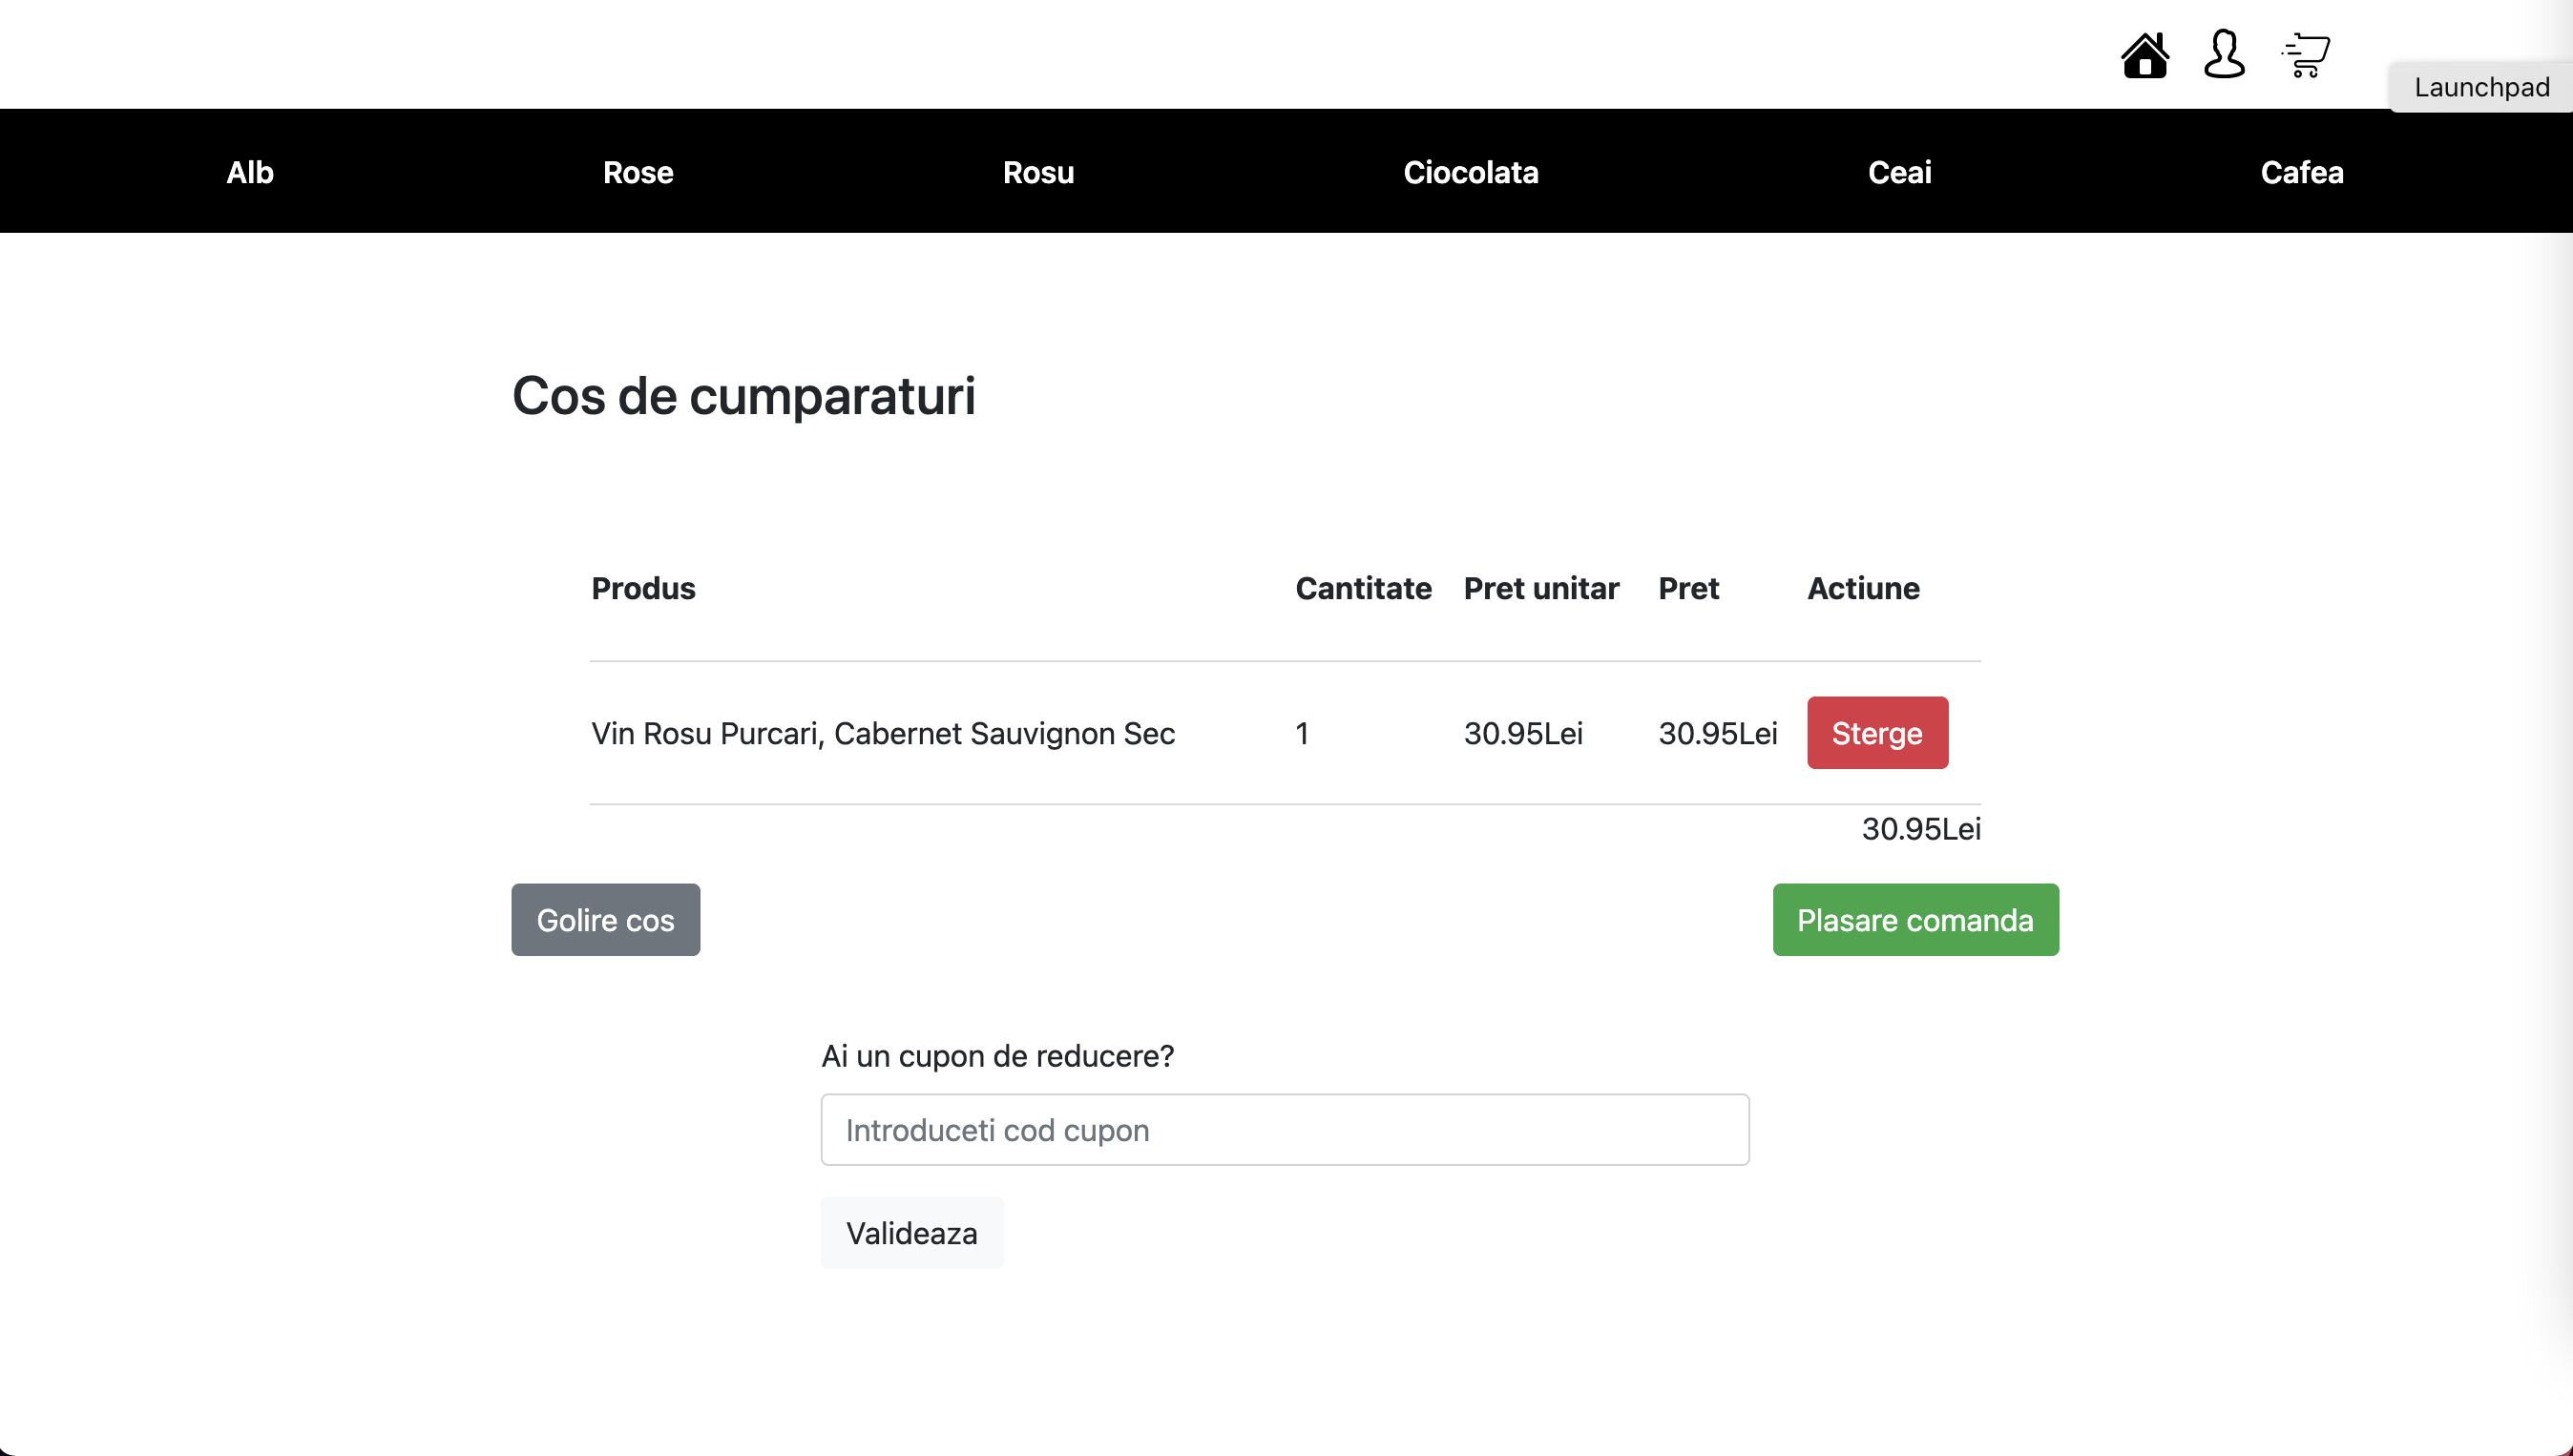 Launchpad
Alb Rose Rosu Ciocolata Ceai Cafea
Cos de cumparaturi
Produs Cantitate Pret unitar Pret Actiune
Vin Rosu Purcari, Cabernet Sauvignon Sec 1 30.95Lei 30.95Lei Sterge
30.95Lei
Golire cos Plasare comanda
Ai un cupon de reducere?
Introduceti cod cupon
Valideaza